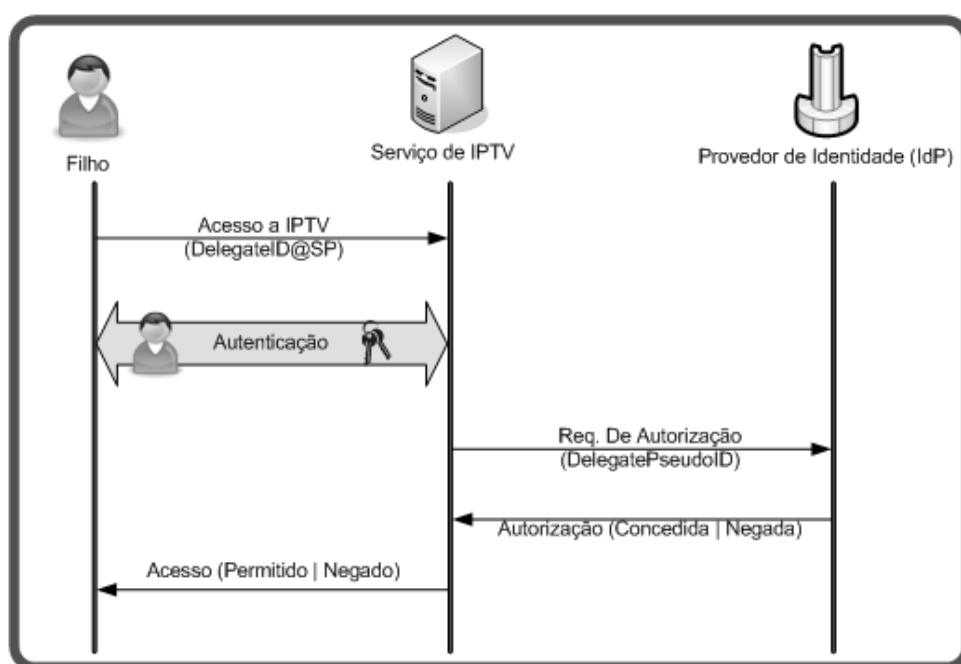 Filho
Serviço de IPTV
Provedor de Identidade (IdP)
Acesso a IPTV
(DelegateID@SP)
Autenticação
Req. De Autorização
(DelegatePseudoID)
Autorização (Concedida | Negada)
Acesso (Permitido | Negado)